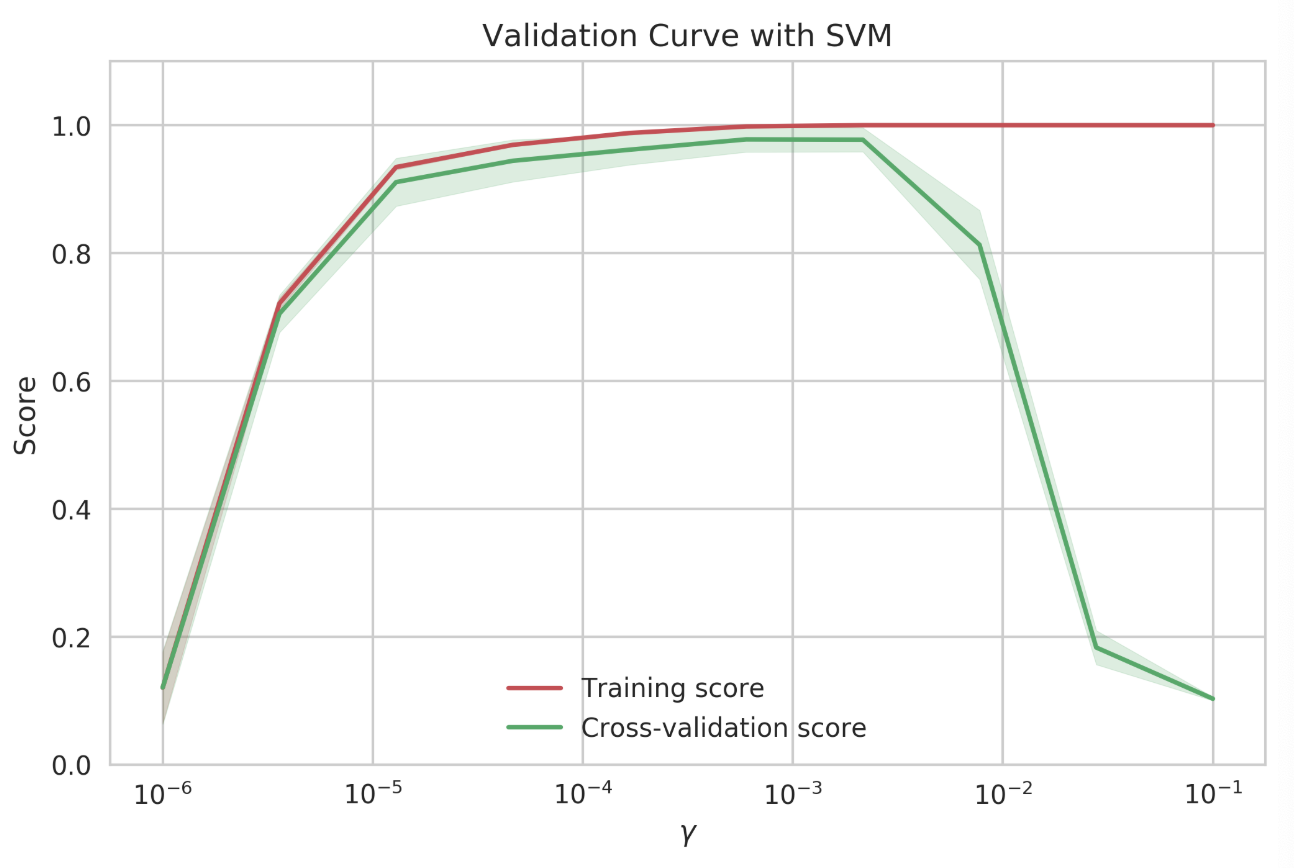 Validation Curve with SVM
1.0
0.8
0.6
0.4
0.2
0.0
Score
Training score
Cross-validation score
10⁻⁶ 10⁻⁵ 10⁻⁴ 10⁻³ 10⁻² 10⁻¹
γ